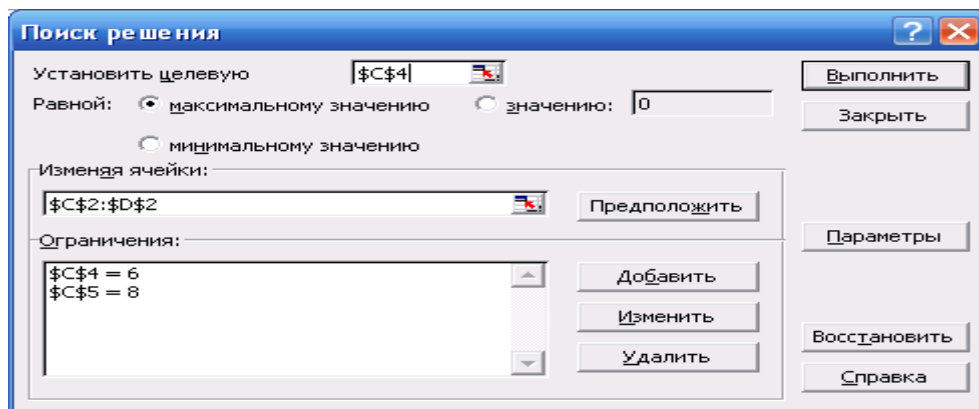 Поиск решения
Установить целевую $C$4 Выполнить
Равной: максимальному значению значению: 0 Закрыть
минимальному значению
Изменяя ячейки:
$C$2:$D$2 Предположить
Ограничения: Параметры
$C$4 = 6 Добавить
$C$5 = 8
Изменить
Восстановить
Удалить
Справка